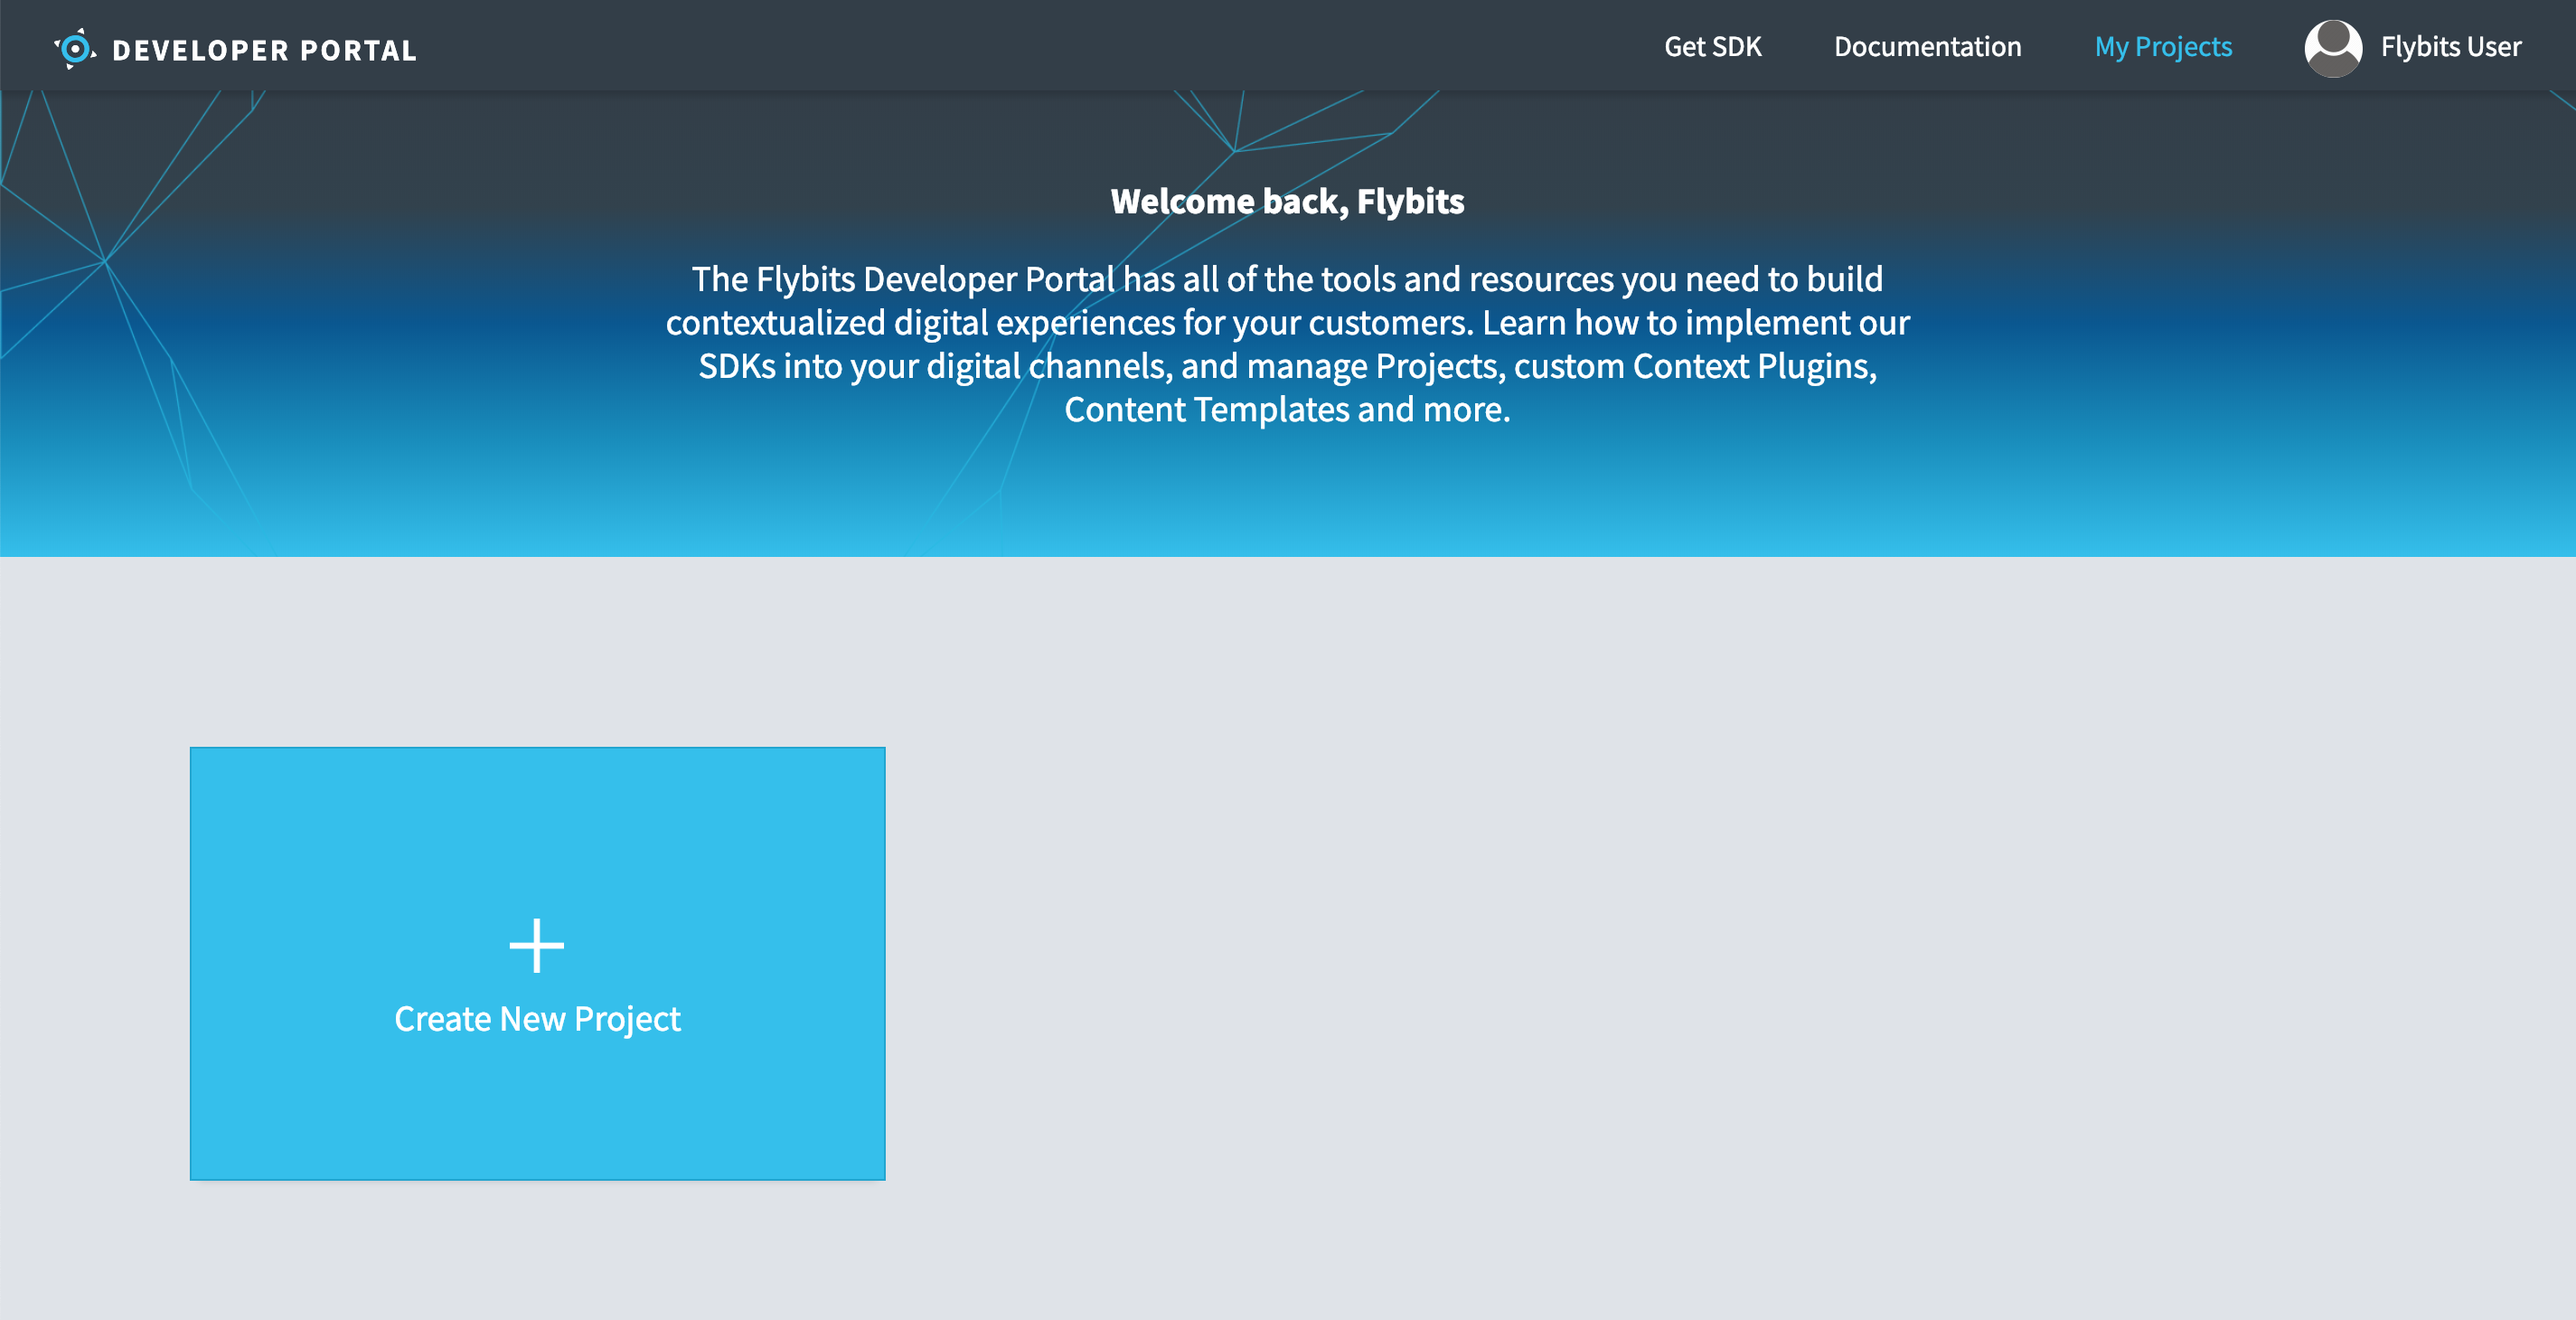 DEVELOPER PORTAL
Get SDK
Documentation
My Projects
Flybits User
Welcome back, Flybits
The Flybits Developer Portal has all of the tools and resources you need to build
contextualized digital experiences for your customers. Learn how to implement our
SDKs into your digital channels, and manage Projects, custom Context Plugins,
Content Templates and more.
Create New Project